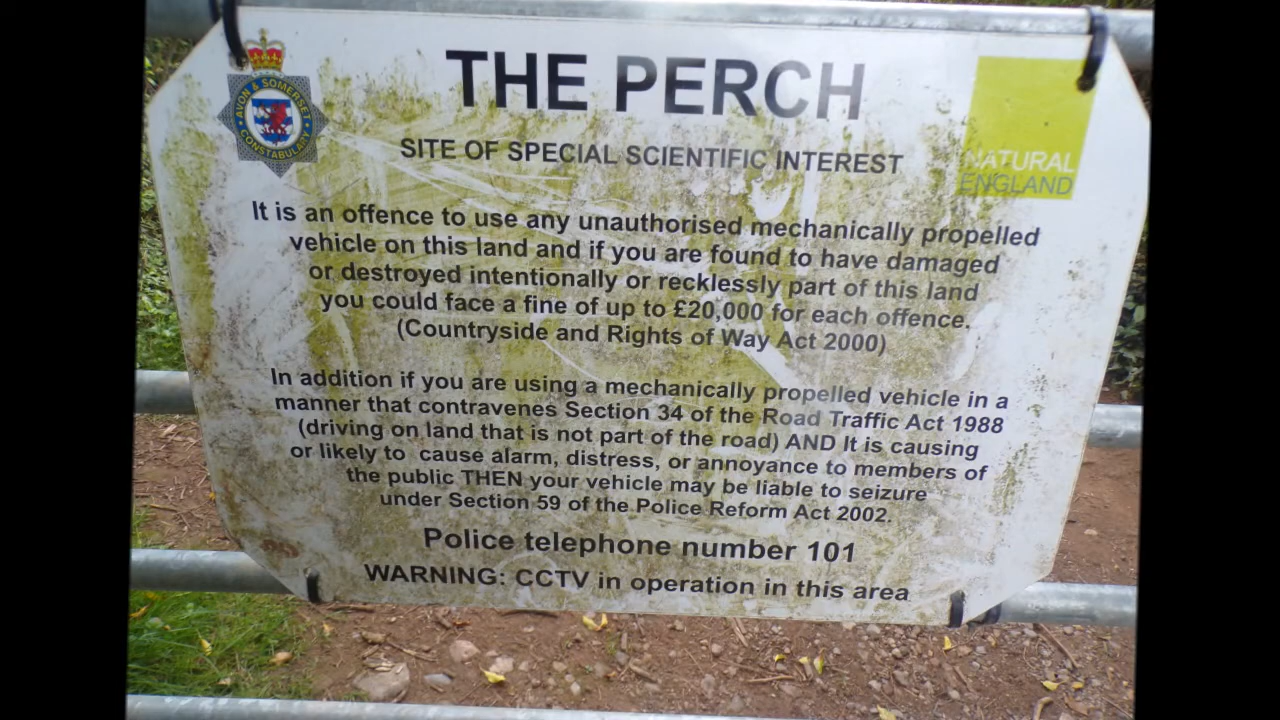 THE PERCH
AVON & SOMERSET
CONSTABULARY
SITE OF SPECIAL SCIENTIFIC INTEREST
NATURAL
ENGLAND
It is an offence to use any unauthorised mechanically propelled
vehicle on this land and if you are found to have damaged
or destroyed intentionally or recklessly part of this land
you could face a fine of up to £20,000 for each offence.
(Countryside and Rights of Way Act 2000)
In addition if you are using a mechanically propelled vehicle in a
manner that contravenes Section 34 of the Road Traffic Act 1988
(driving on land that is not part of the road) AND It is causing
or likely to cause alarm, distress, or annoyance to members of
the public THEN your vehicle may be liable to seizure
under Section 59 of the Police Reform Act 2002.
Police telephone number 101
WARNING: CCTV in operation in this area